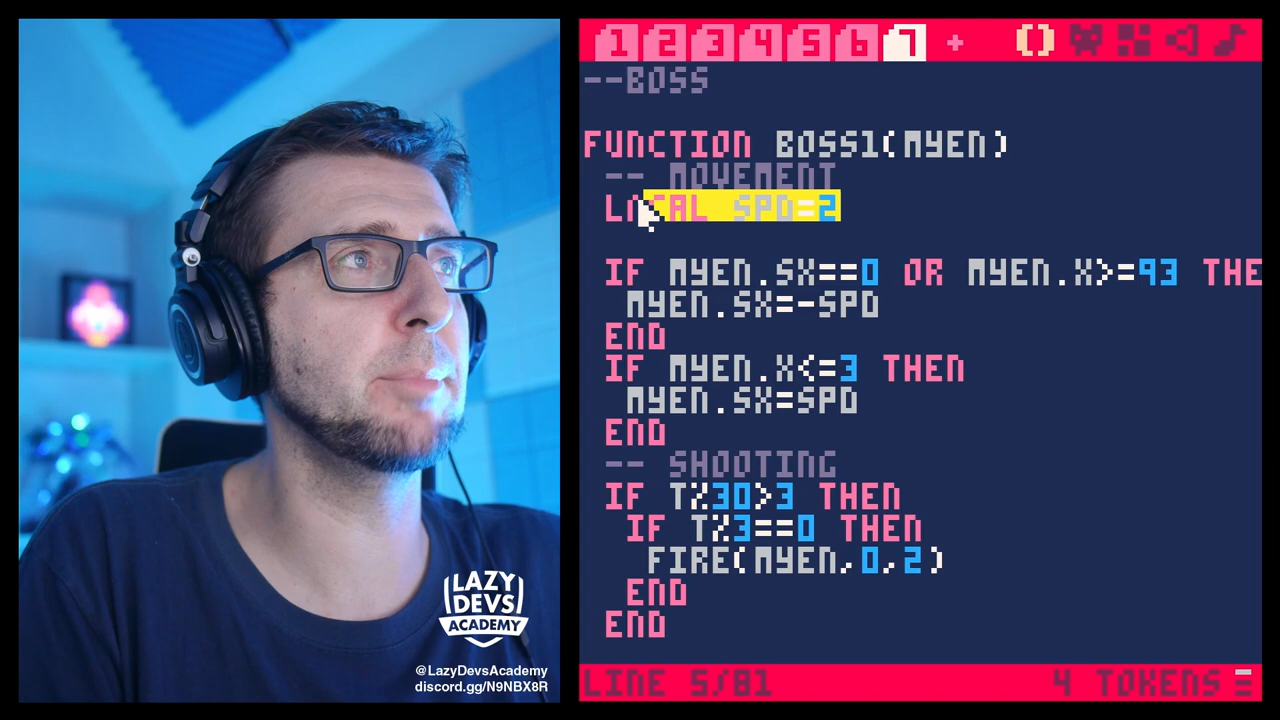 LAZY
DEVS
ACADEMY
@LazyDevsAcademy
discord.gg/N9NBX8R
1 2 3 4 5 6 7 + ()
--BOSS
FUNCTION BOSS1(MYEN)
-- MOVEMENT
LOCAL SPD=2
IF MYEN.SX==0 OR MYEN.X>=93 THE
MYEN.SX=-SPD
END
IF MYEN.X<=3 THEN
MYEN.SX=SPD
END
-- SHOOTING
IF T%30>3 THEN
IF T%3==0 THEN
FIRE(MYEN,0,2)
END
END
LINE 5/81
4 TOKENS